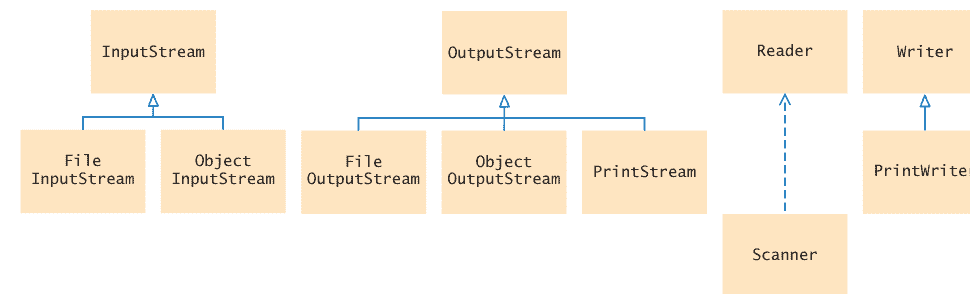 InputStream
OutputStream
Reader
Writer
File
InputStream
Object
InputStream
File
OutputStream
Object
OutputStream
PrintStream
PrintWriter
Scanner